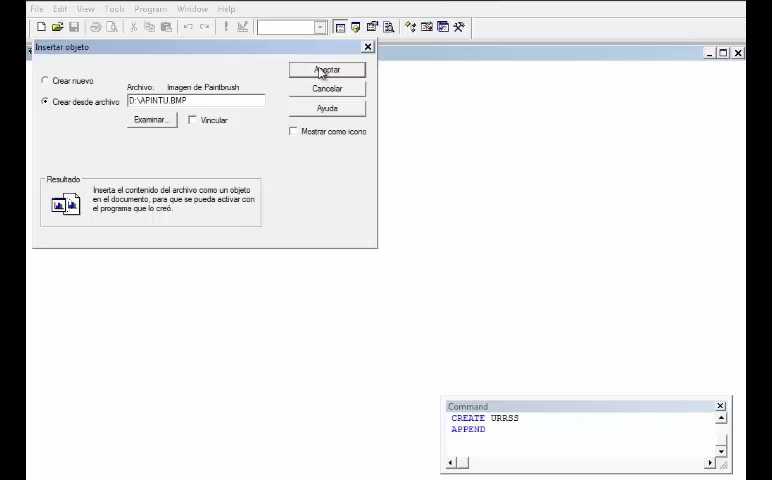 File Edit View Tools Program Window Help
Insertar objeto
Crear nuevo
Archivo: Imagen de Paintbrush
Crear desde archivo
D:\APINTU.BMP
Examinar...
Vincular
Aceptar
Cancelar
Ayuda
Mostrar como icono
Resultado
Inserta el contenido del archivo como un objeto
en el documento, para que se pueda activar con
el programa que lo creó.
Command
CREATE URRSS
APPEND